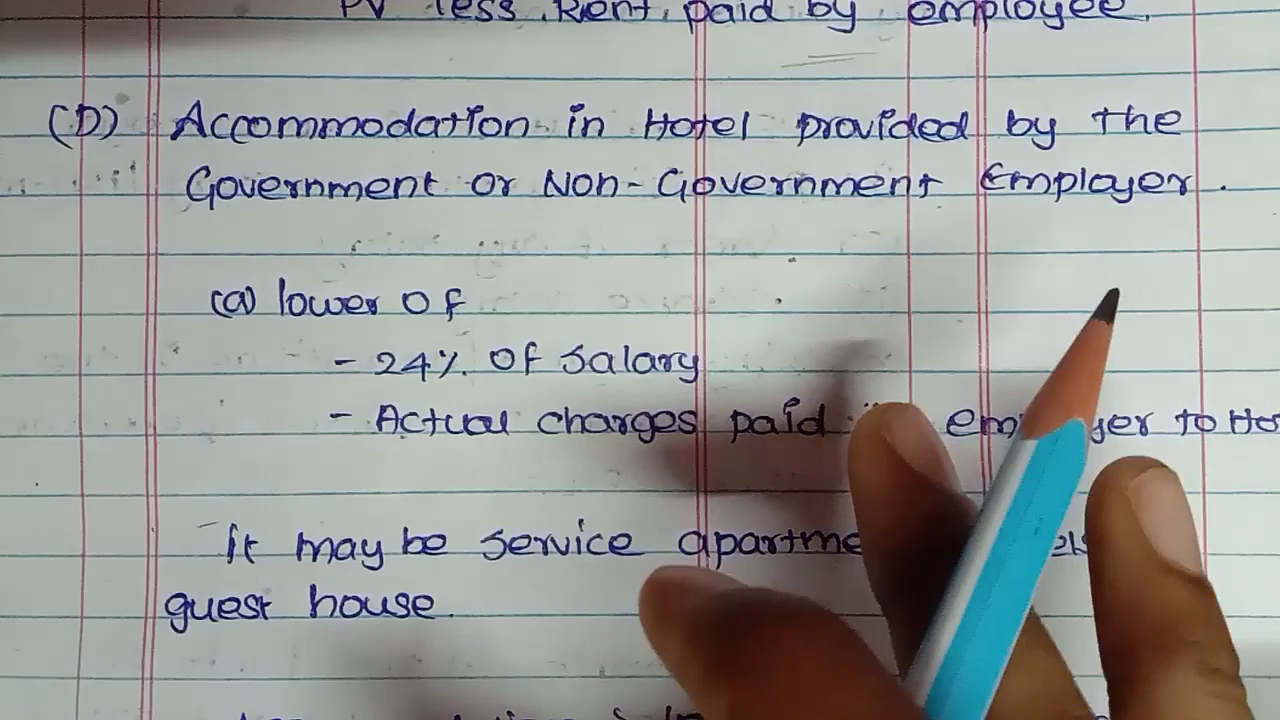 PV less Rent paid by employee.
(D) Accommodation in Hotel provided by the
Government or Non-Government Employer.
(a) lower of
- 24% of salary
- Actual charges paid to
It may be service
guest house.